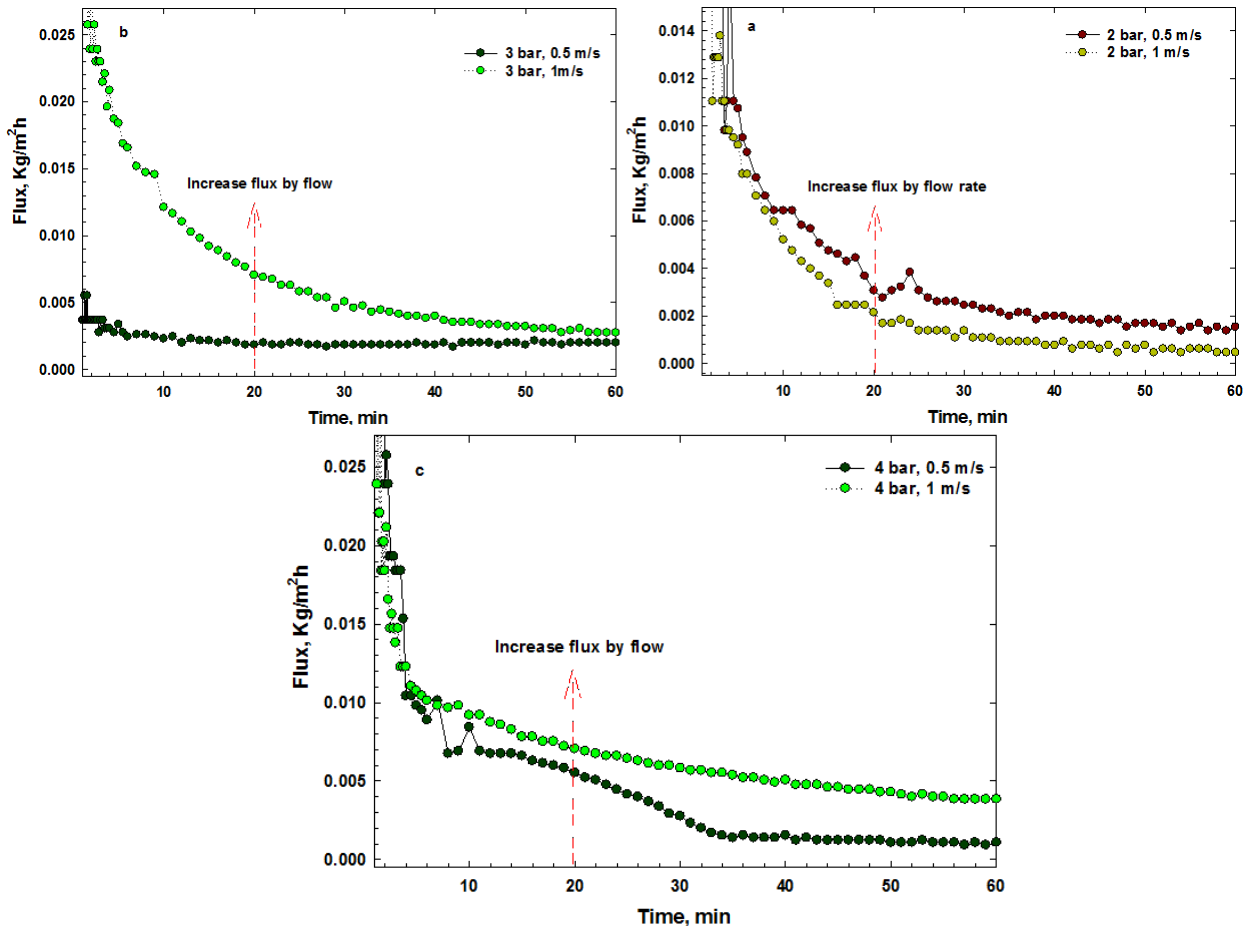 b
3 bar, 0.5 m/s
3 bar, 1m/s
Flux, Kg/m²h
0.025
0.020
0.015
0.010
0.005
0.000
Increase flux by flow
10 20 30 40 50 60
Time, min
a
2 bar, 0.5 m/s
2 bar, 1 m/s
Flux, Kg/m²h
0.014
0.012
0.010
0.008
0.006
0.004
0.002
0.000
Increase flux by flow rate
10 20 30 40 50 60
Time, min
c
4 bar, 0.5 m/s
4 bar, 1 m/s
Flux, Kg/m²h
0.025
0.020
0.015
0.010
0.005
0.000
Increase flux by flow
10 20 30 40 50 60
Time, min